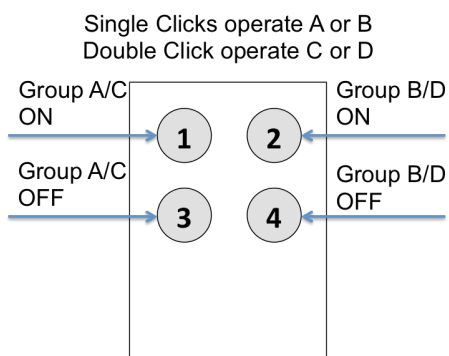 Single Clicks operate A or B
Double Click operate C or D
Group A/C
ON
Group B/D
ON
1
2
Group A/C
OFF
Group B/D
OFF
3
4